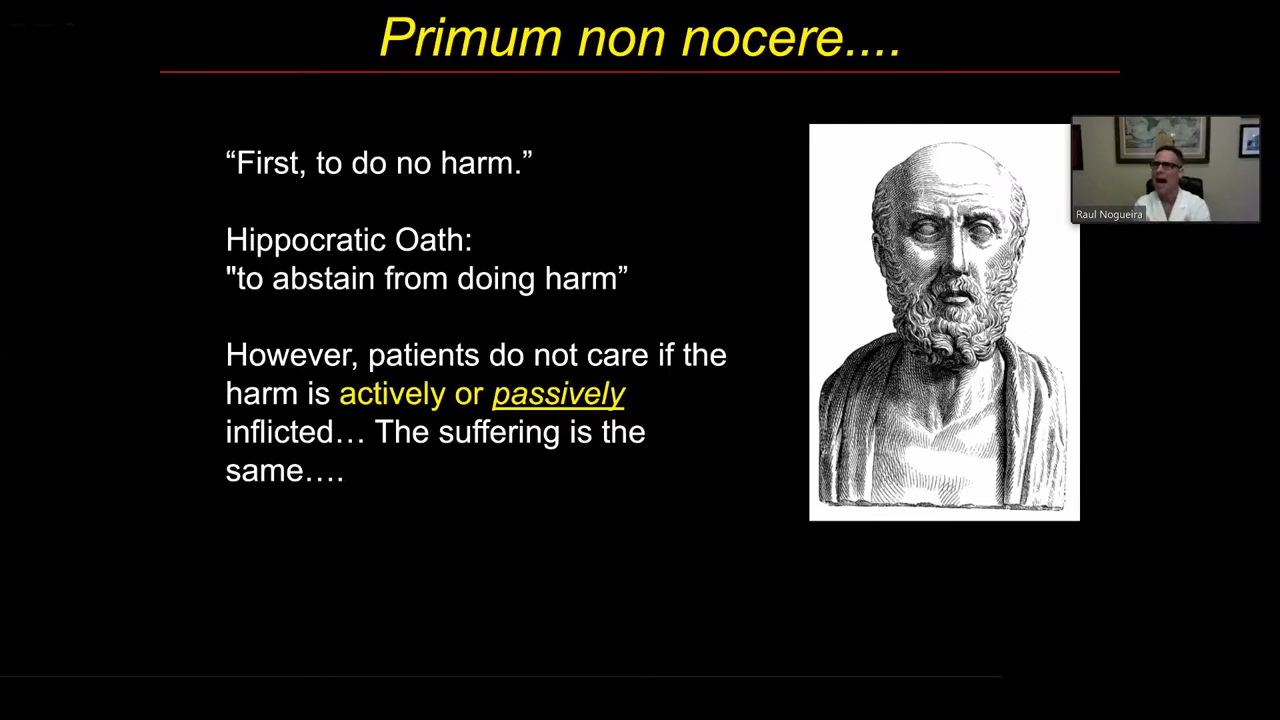 Primum non nocere....
“First, to do no harm.”
Hippocratic Oath:
"to abstain from doing harm”
However, patients do not care if the
harm is actively or passively
inflicted… The suffering is the
same….
Raul Nogueira